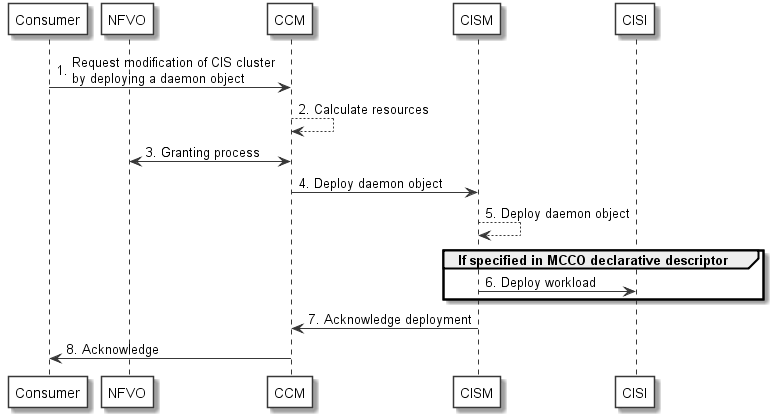 Consumer NFVO CCM CISM CISI
1. Request modification of CIS cluster
by deploying a daemon object
2. Calculate resources
3. Granting process
4. Deploy daemon object
5. Deploy daemon object
If specified in MCCO declarative descriptor
6. Deploy workload
7. Acknowledge deployment
8. Acknowledge
Consumer NFVO CCM CISM CISI